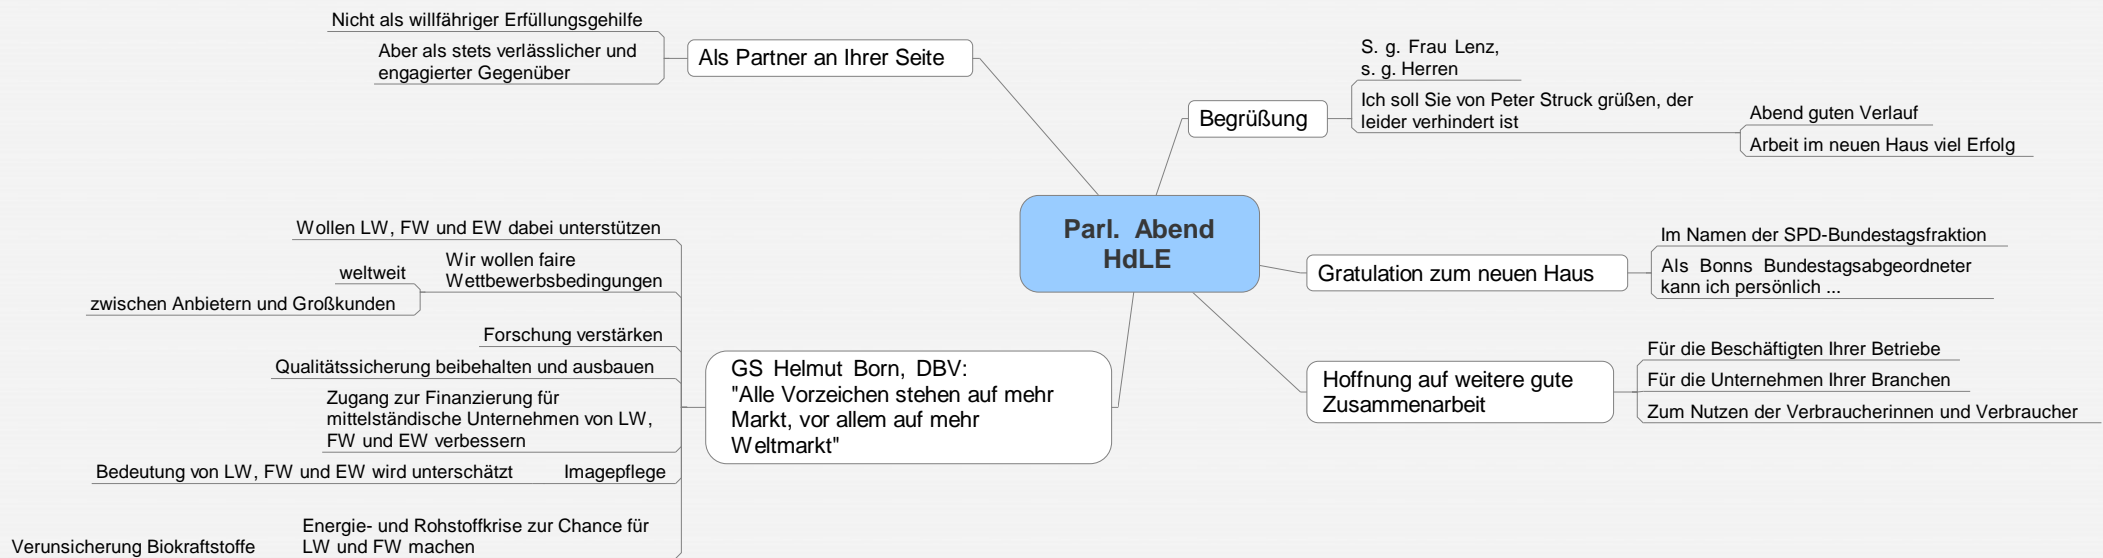 Parl. Abend
HdLE
Begrüßung
S. g. Frau Lenz,
s. g. Herren
Ich soll Sie von Peter Struck grüßen, der
leider verhindert ist
Abend guten Verlauf
Arbeit im neuen Haus viel Erfolg
Gratulation zum neuen Haus
Im Namen der SPD-Bundestagsfraktion
Als Bonns Bundestagsabgeordneter
kann ich persönlich ...
Hoffnung auf weitere gute
Zusammenarbeit
Für die Beschäftigten Ihrer Betriebe
Für die Unternehmen Ihrer Branchen
Zum Nutzen der Verbraucherinnen und Verbraucher
GS Helmut Born, DBV:
"Alle Vorzeichen stehen auf mehr
Markt, vor allem auf mehr
Weltmarkt"
Wollen LW, FW und EW dabei unterstützen
Wir wollen faire
Wettbewerbsbedingungen
weltweit
zwischen Anbietern und Großkunden
Forschung verstärken
Qualitätssicherung beibehalten und ausbauen
Zugang zur Finanzierung für
mittelständische Unternehmen von LW,
FW und EW verbessern
Imagepflege
Bedeutung von LW, FW und EW wird unterschätzt
Energie- und Rohstoffkrise zur Chance für
LW und FW machen
Verunsicherung Biokraftstoffe
Als Partner an Ihrer Seite
Nicht als willfähriger Erfüllungsgehilfe
Aber als stets verlässlicher und
engagierter Gegenüber